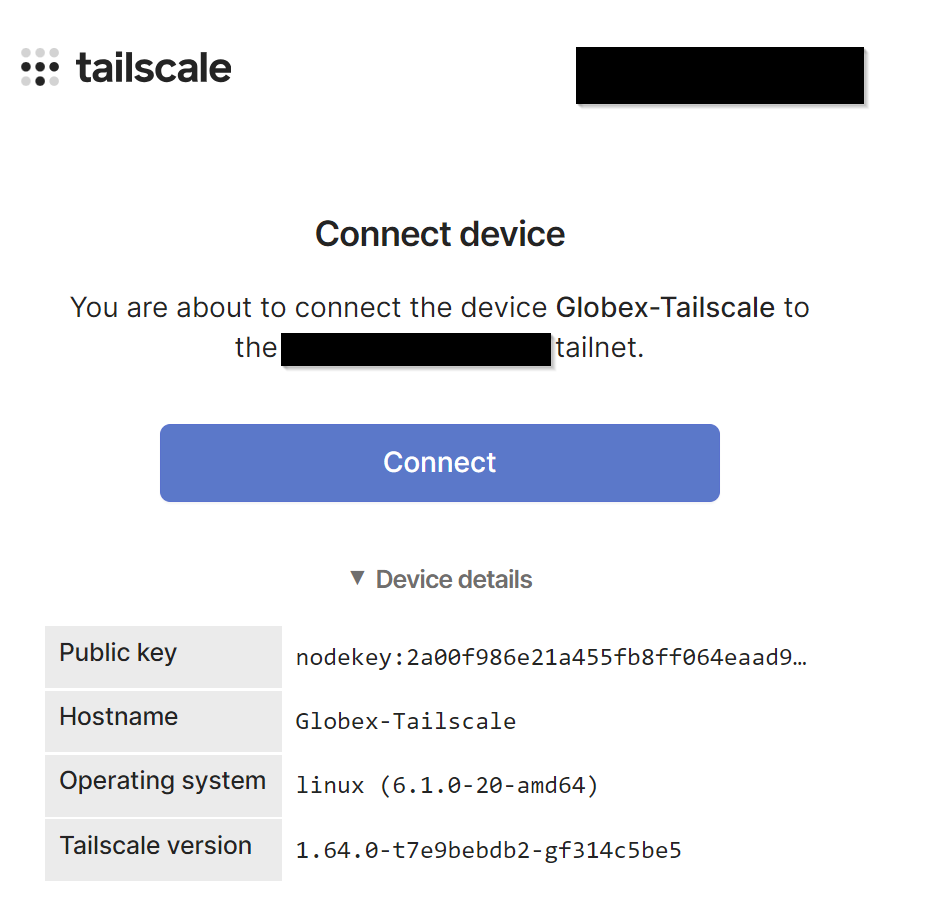 tailscale
Connect device
You are about to connect the device Globex-Tailscale to
the tailnet.
Connect
▼ Device details
Public key nodekey:2a00f986e21a455fb8ff064eaad9…
Hostname Globex-Tailscale
Operating system linux (6.1.0-20-amd64)
Tailscale version 1.64.0-t7e9bebdb2-gf314c5be5